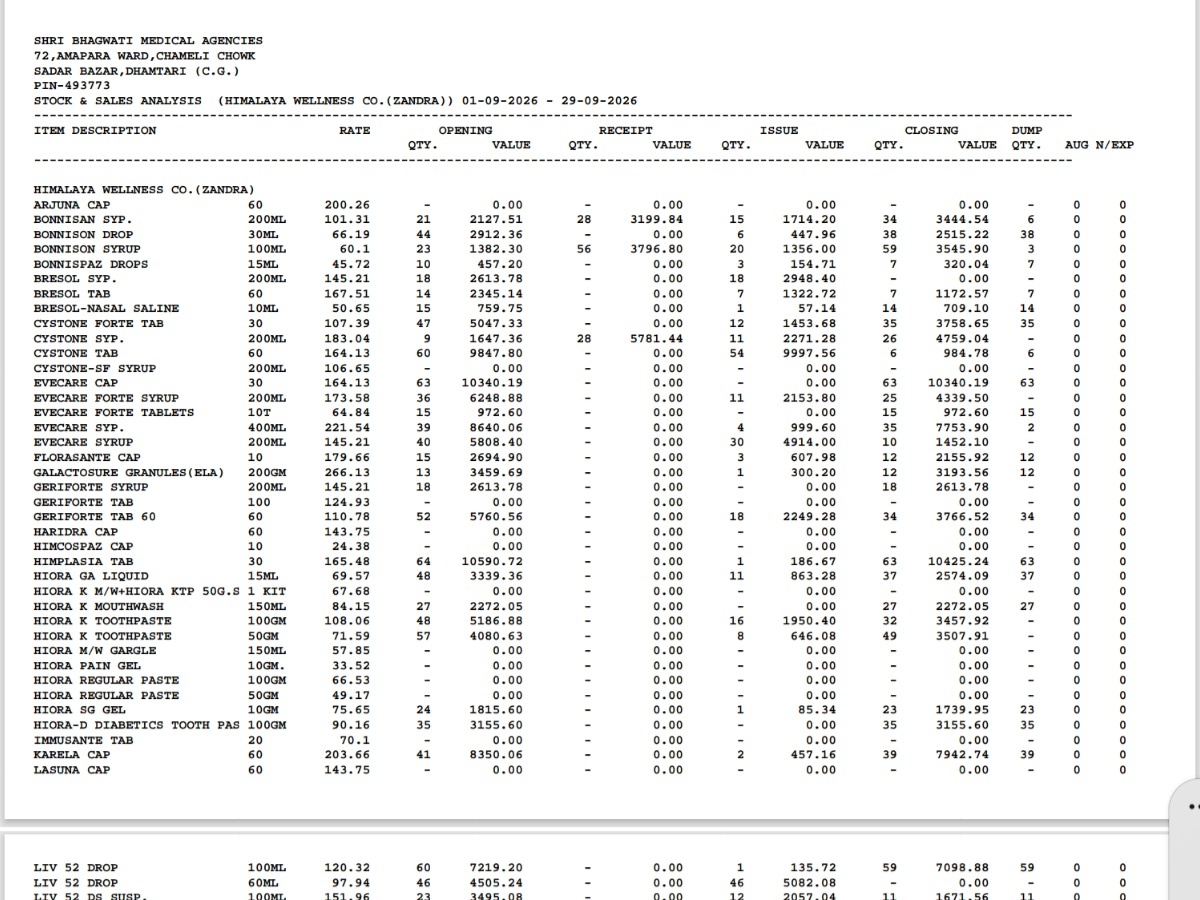 SHRI BHAGWATI MEDICAL AGENCIES
72,AMAPARA WARD,CHAMELI CHOWK
SADAR BAZAR,DHAMTARI (C.G.)
PIN-493773
STOCK & SALES ANALYSIS (HIMALAYA WELLNESS CO.(ZANDRA)) 01-09-2026 - 29-09-2026
ITEM DESCRIPTION RATE OPENING RECEIPT ISSUE CLOSING DUMP
QTY. VALUE QTY. VALUE QTY. VALUE QTY. VALUE QTY. AUG N/EXP
HIMALAYA WELLNESS CO.(ZANDRA)
ARJUNA CAP 60 200.26 - 0.00 - 0.00 - 0.00 - 0.00 - 0 0
BONNISAN SYP. 200ML 101.31 21 2127.51 28 3199.84 15 1714.20 34 3444.54 6 0 0
BONNISON DROP 30ML 66.19 44 2912.36 - 0.00 6 447.96 38 2515.22 38 0 0
BONNISON SYRUP 100ML 60.1 23 1382.30 56 3796.80 20 1356.00 59 3545.90 3 0 0
BONNISPAZ DROPS 15ML 45.72 10 457.20 - 0.00 3 154.71 7 320.04 7 0 0
BRESOL SYP. 200ML 145.21 18 2613.78 - 0.00 18 2948.40 - 0.00 - 0 0
BRESOL TAB 60 167.51 14 2345.14 - 0.00 7 1322.72 7 1172.57 7 0 0
BRESOL-NASAL SALINE 10ML 50.65 15 759.75 - 0.00 1 57.14 14 709.10 14 0 0
CYSTONE FORTE TAB 30 107.39 47 5047.33 - 0.00 12 1453.68 35 3758.65 35 0 0
CYSTONE SYP. 200ML 183.04 9 1647.36 28 5781.44 11 2271.28 26 4759.04 - 0 0
CYSTONE TAB 60 164.13 60 9847.80 - 0.00 54 9997.56 6 984.78 6 0 0
CYSTONE-SF SYRUP 200ML 106.65 - 0.00 - 0.00 - 0.00 - 0.00 - 0 0
EVECARE CAP 30 164.13 63 10340.19 - 0.00 - 0.00 63 10340.19 63 0 0
EVECARE FORTE SYRUP 200ML 173.58 36 6248.88 - 0.00 11 2153.80 25 4339.50 - 0 0
EVECARE FORTE TABLETS 10T 64.84 15 972.60 - 0.00 - 0.00 15 972.60 15 0 0
EVECARE SYP. 400ML 221.54 39 8640.06 - 0.00 4 999.60 35 7753.90 2 0 0
EVECARE SYRUP 200ML 145.21 40 5808.40 - 0.00 30 4914.00 10 1452.10 - 0 0
FLORASANTE CAP 10 179.66 15 2694.90 - 0.00 3 607.98 12 2155.92 12 0 0
GALACTOSURE GRANULES(ELA) 200GM 266.13 13 3459.69 - 0.00 1 300.20 12 3193.56 12 0 0
GERIFORTE SYRUP 200ML 145.21 18 2613.78 - 0.00 - 0.00 18 2613.78 - 0 0
GERIFORTE TAB 100 124.93 - 0.00 - 0.00 - 0.00 - 0.00 - 0 0
GERIFORTE TAB 60 60 110.78 52 5760.56 - 0.00 18 2249.28 34 3766.52 34 0 0
HARIDRA CAP 60 143.75 - 0.00 - 0.00 - 0.00 - 0.00 - 0 0
HIMCOSPAZ CAP 10 24.38 - 0.00 - 0.00 - 0.00 - 0.00 - 0 0
HIMPLASIA TAB 30 165.48 64 10590.72 - 0.00 1 186.67 63 10425.24 63 0 0
HIORA GA LIQUID 15ML 69.57 48 3339.36 - 0.00 11 863.28 37 2574.09 37 0 0
HIORA K M/W+HIORA KTP 50G.S 1 KIT 67.68 - 0.00 - 0.00 - 0.00 - 0.00 - 0 0
HIORA K MOUTHWASH 150ML 84.15 27 2272.05 - 0.00 - 0.00 27 2272.05 27 0 0
HIORA K TOOTHPASTE 100GM 108.06 48 5186.88 - 0.00 16 1950.40 32 3457.92 - 0 0
HIORA K TOOTHPASTE 50GM 71.59 57 4080.63 - 0.00 8 646.08 49 3507.91 - 0 0
HIORA M/W GARGLE 150ML 57.85 - 0.00 - 0.00 - 0.00 - 0.00 - 0 0
HIORA PAIN GEL 10GM. 33.52 - 0.00 - 0.00 - 0.00 - 0.00 - 0 0
HIORA REGULAR PASTE 100GM 66.53 - 0.00 - 0.00 - 0.00 - 0.00 - 0 0
HIORA REGULAR PASTE 50GM 49.17 - 0.00 - 0.00 - 0.00 - 0.00 - 0 0
HIORA SG GEL 10GM 75.65 24 1815.60 - 0.00 1 85.34 23 1739.95 23 0 0
HIORA-D DIABETICS TOOTH PAS 100GM 90.16 35 3155.60 - 0.00 - 0.00 35 3155.60 35 0 0
IMMUSANTE TAB 20 70.1 - 0.00 - 0.00 - 0.00 - 0.00 - 0 0
KARELA CAP 60 203.66 41 8350.06 - 0.00 2 457.16 39 7942.74 39 0 0
LASUNA CAP 60 143.75 - 0.00 - 0.00 - 0.00 - 0.00 - 0 0
LIV 52 DROP 100ML 120.32 60 7219.20 - 0.00 1 135.72 59 7098.88 59 0 0
LIV 52 DROP 60ML 97.94 46 4505.24 - 0.00 46 5082.08 - 0.00 - 0 0
LIV 52 DS SUSP. 100ML 151.96 23 3495.08 - 0.00 12 2057.04 11 1671.56 11 0 0